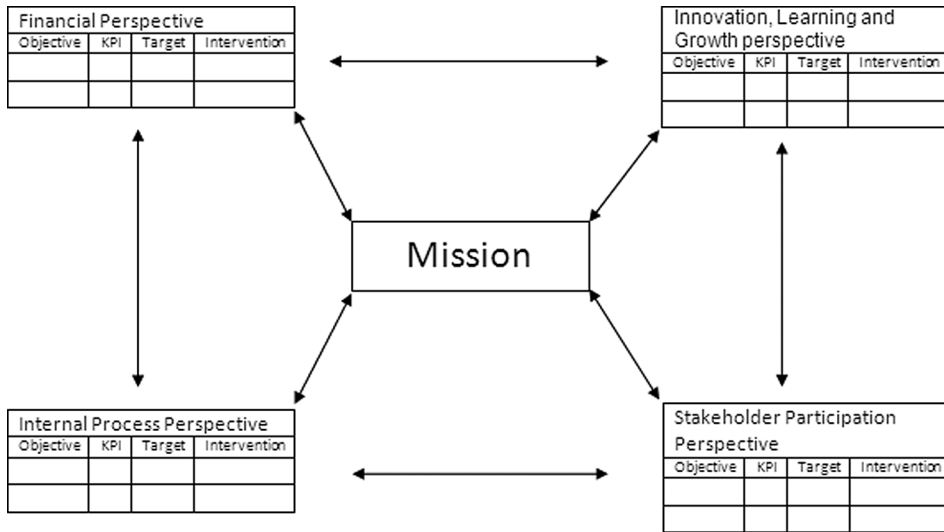 Financial Perspective
Objective KPI Target Intervention
Innovation, Learning and
Growth perspective
Objective KPI Target Intervention
Mission
Internal Process Perspective
Objective KPI Target Intervention
Stakeholder Participation
Perspective
Objective KPI Target Intervention